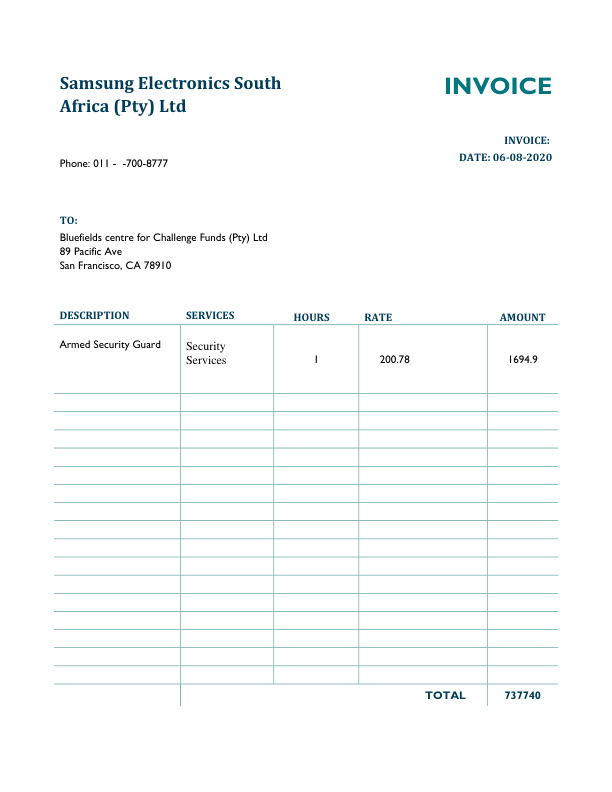 Samsung Electronics South
Africa (Pty) Ltd
INVOICE
INVOICE:
DATE: 06-08-2020
Phone: 011 -  -700-8777
TO:
Bluefields centre for Challenge Funds (Pty) Ltd
89 Pacific Ave
San Francisco, CA 78910
DESCRIPTION SERVICES HOURS RATE AMOUNT
Armed Security Guard Security
Services 1 200.78 1694.9
TOTAL 737740